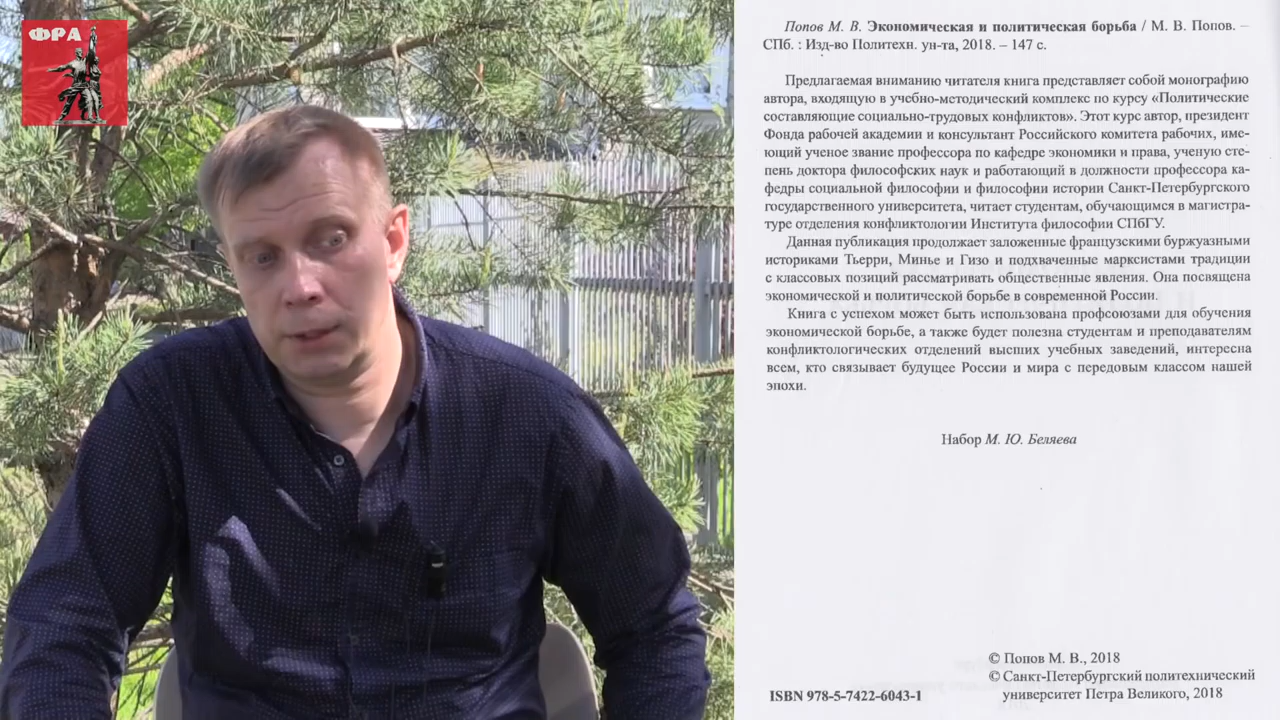 ФРА
Попов М. В. Экономическая и политическая борьба / М. В. Попов. –
СПб. : Изд-во Политехн. ун-та, 2018. – 147 с.
Предлагаемая вниманию читателя книга представляет собой монографию
автора, входящую в учебно-методический комплекс по курсу «Политические
составляющие социально-трудовых конфликтов». Этот курс автор, президент
Фонда рабочей академии и консультант Российского комитета рабочих, име-
ющий ученое звание профессора по кафедре экономики и права, ученую сте-
пень доктора философских наук и работающий в должности профессора ка-
федры социальной философии и философии истории Санкт-Петербургского
государственного университета, читает студентам, обучающимся в магистра-
туре отделения конфликтологии Института философии СПбГУ.
Данная публикация продолжает заложенные французскими буржуазными
историками Тьерри, Минье и Гизо и подхваченные марксистами традиции
с классовых позиций рассматривать общественные явления. Она посвящена
экономической и политической борьбе в современной России.
Книга с успехом может быть использована профсоюзами для обучения
экономической борьбе, а также будет полезна студентам и преподавателям
конфликтологических отделений высших учебных заведений, интересна
всем, кто связывает будущее России и мира с передовым классом нашей
эпохи.
Набор М. Ю. Беляева
© Попов М. В., 2018
© Санкт-Петербургский политехнический
университет Петра Великого, 2018
ISBN 978-5-7422-6043-1